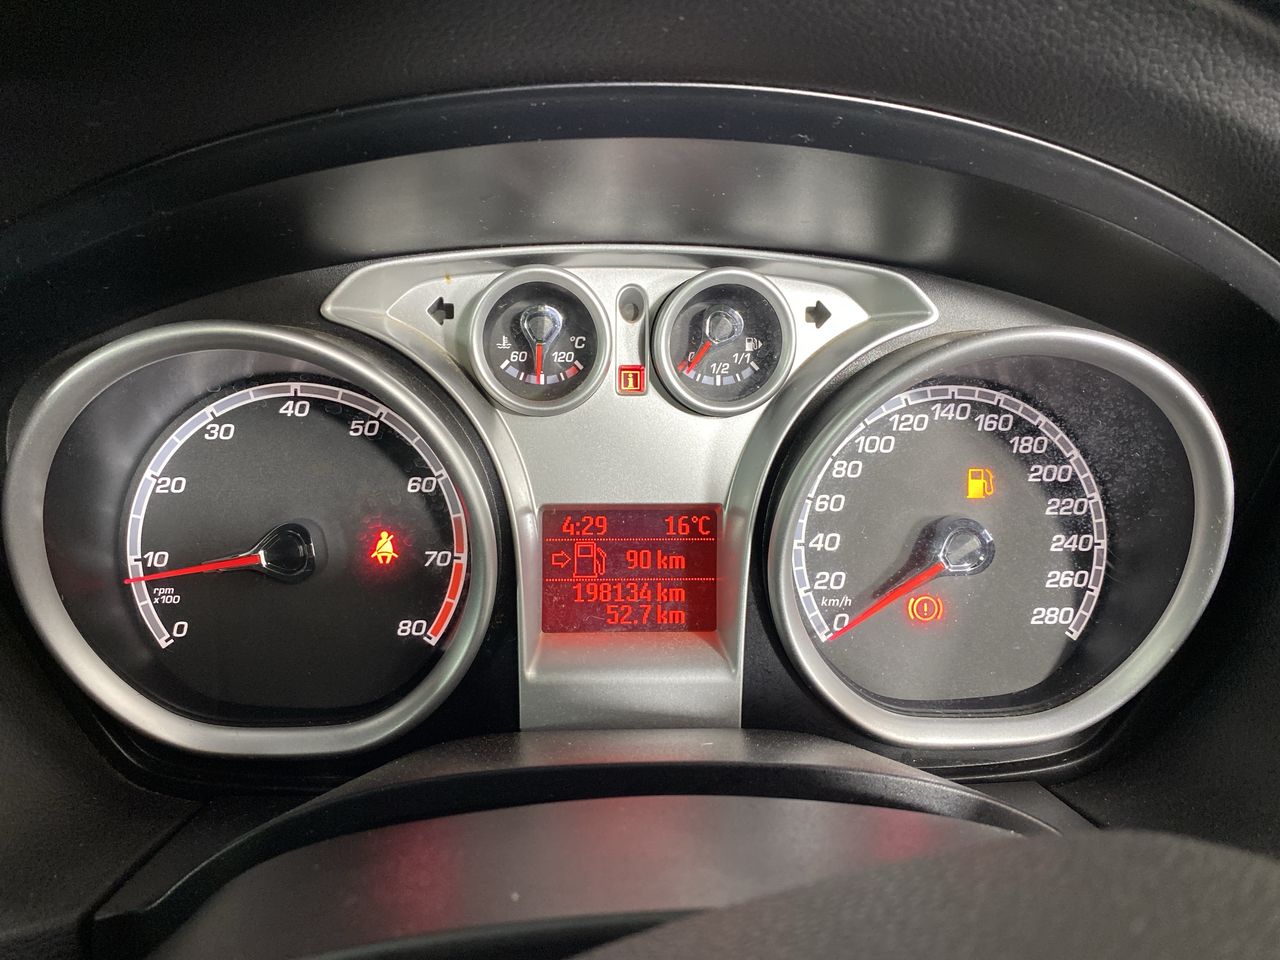 60 120 °C
0 1/2 1/1
i
0 10 20 30 40 50 60 70 80
rpm
x100
4:29 16°C
90 km
198134 km
52.7 km
0 20 40 60 80 100 120 140 160 180 200 220 240 260 280
km/h